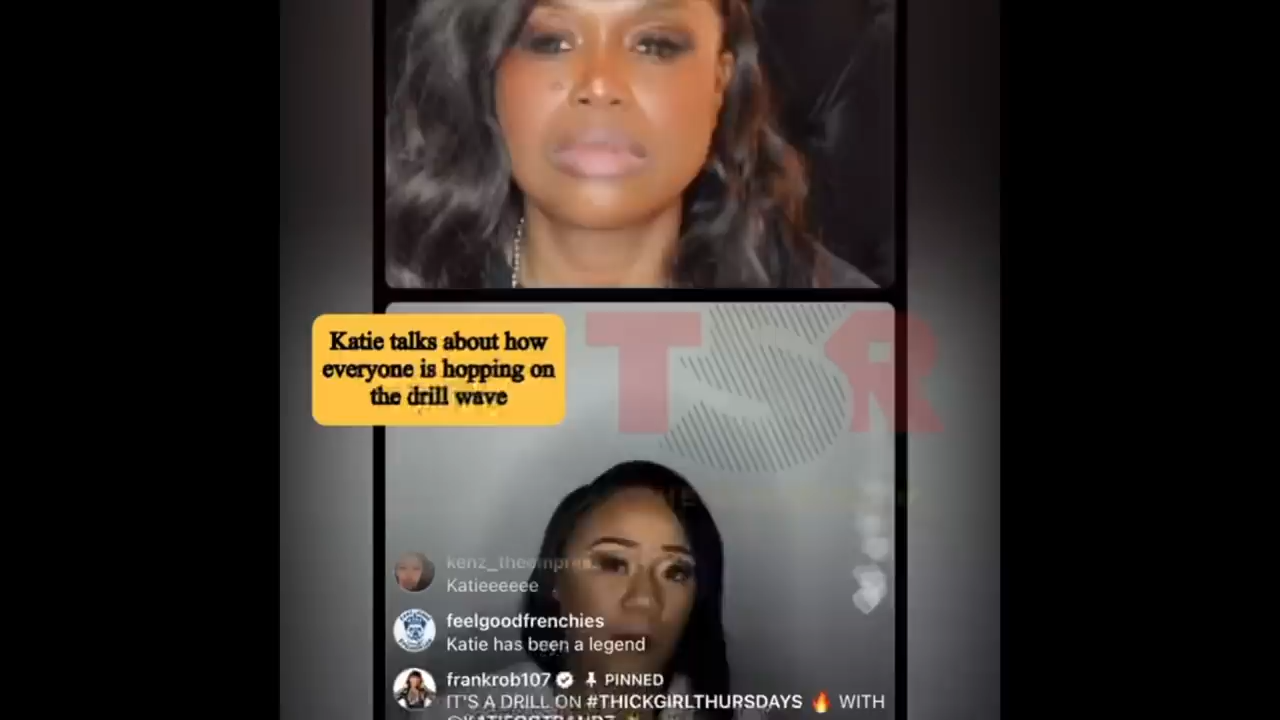 Katie talks about how
everyone is hopping on
the drill wave
TSR
Katieeeeee
feelgoodfrenchies
Katie has been a legend
frankrob107 PINNED
IT'S A DRILL ON #THICKGIRLTHURSDAYS 🔥 WITH